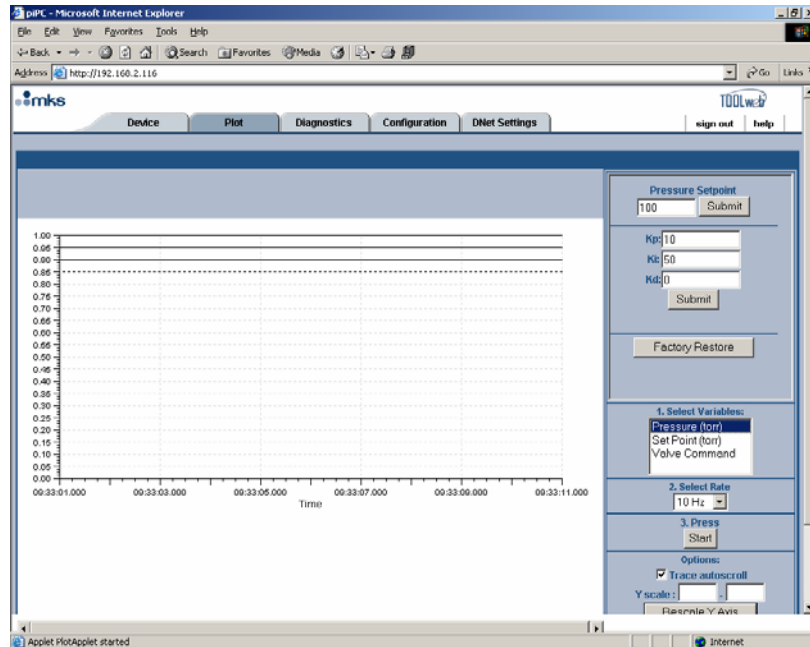 piPC - Microsoft Internet Explorer
File Edit View Favorites Tools Help
Back Search Favorites Media
Address http://192.168.2.116 Go Links
mks TOOLweb
Device Plot Diagnostics Configuration DNet Settings sign out help
Pressure Setpoint
100 Submit
Kp: 10
Ki: 50
Kd: 0
Submit
Factory Restore
1.00
0.95
0.90
0.85
0.80
0.75
0.70
0.65
0.60
0.55
0.50
0.45
0.40
0.35
0.30
0.25
0.20
0.15
0.10
0.05
0.00
00:33:01.000 00:33:03.000 00:33:05.000 00:33:07.000 00:33:09.000 00:33:11.000
Time
1. Select Variables:
Pressure (torr)
Set Point (torr)
Valve Command
2. Select Rate
10 Hz
3. Press
Start
Options:
Trace autoscroll
Y scale : -
Rescale Y Axis
Applet PlotApplet started Internet